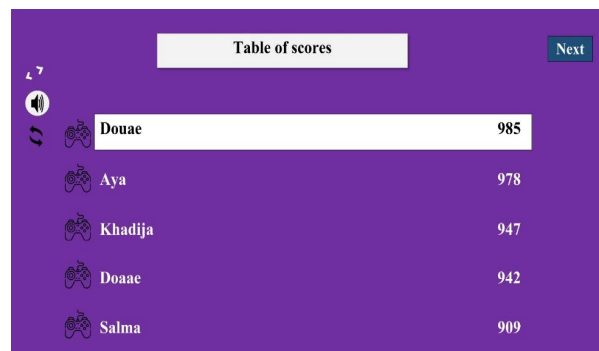 Table of scores
Next
Douae 985
Aya 978
Khadija 947
Doaae 942
Salma 909